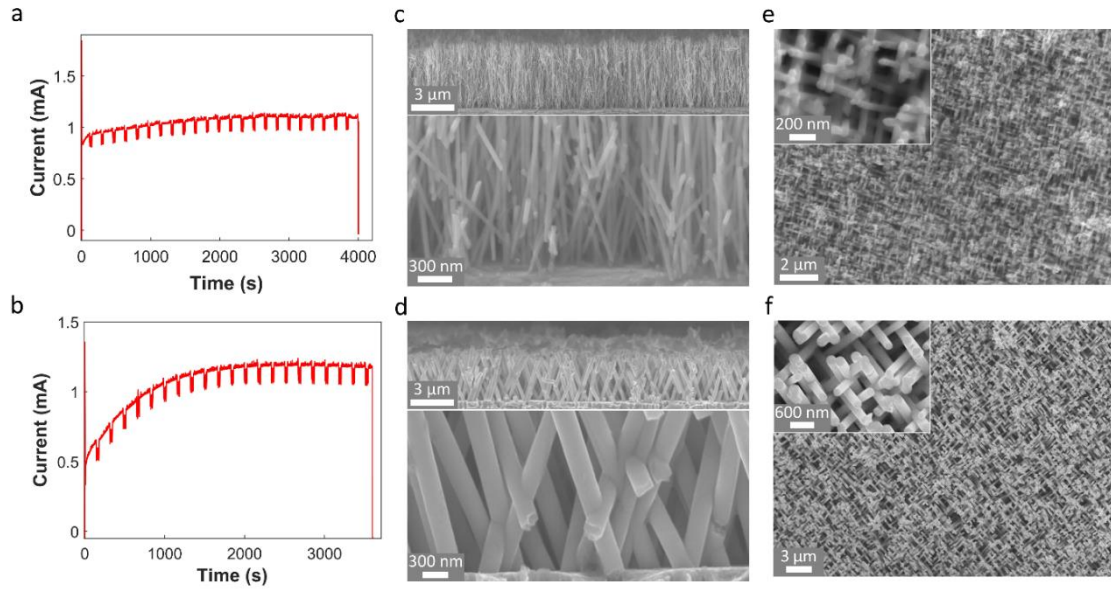 a
1.5
1
0.5
0
Current (mA)
0 1000 2000 3000 4000
Time (s)
b
1.5
1
0.5
0
Current (mA)
0 1000 2000 3000
Time (s)
c
3 µm
300 nm
d
3 µm
300 nm
e
200 nm
2 µm
f
600 nm
3 µm